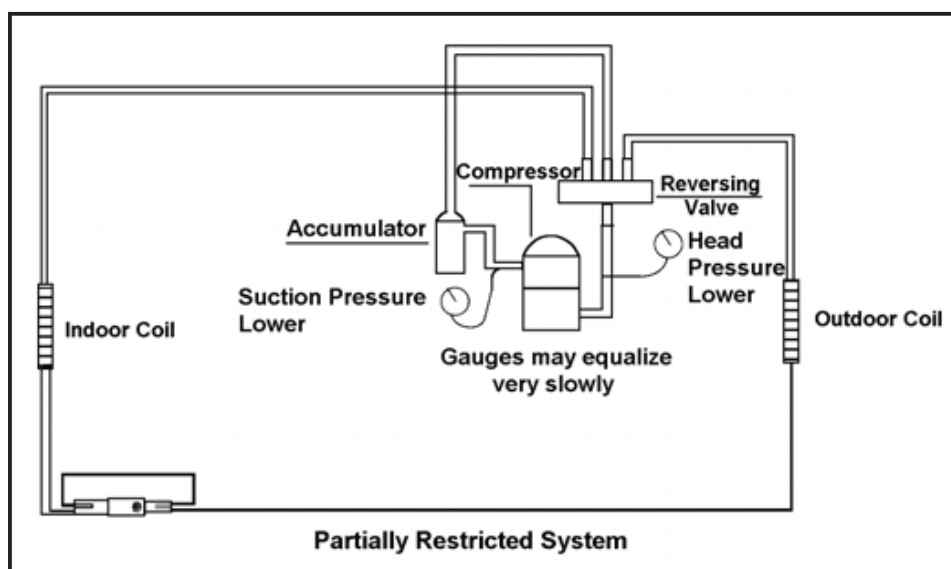 Compressor
Reversing
Valve
Accumulator
Head
Pressure
Lower
Suction Pressure
Lower
Indoor Coil
Outdoor Coil
Gauges may equalize
very slowly
Partially Restricted System